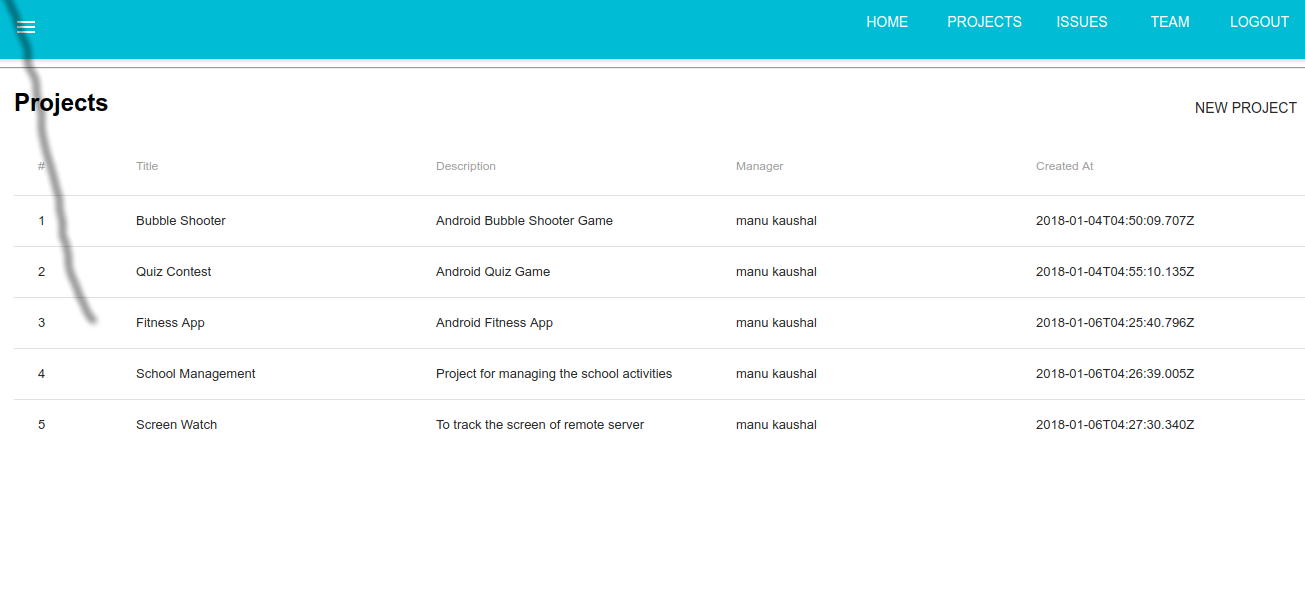 HOME PROJECTS ISSUES TEAM LOGOUT
Projects
NEW PROJECT
# Title Description Manager Created At
1 Bubble Shooter Android Bubble Shooter Game manu kaushal 2018-01-04T04:50:09.707Z
2 Quiz Contest Android Quiz Game manu kaushal 2018-01-04T04:55:10.135Z
3 Fitness App Android Fitness App manu kaushal 2018-01-06T04:25:40.796Z
4 School Management Project for managing the school activities manu kaushal 2018-01-06T04:26:39.005Z
5 Screen Watch To track the screen of remote server manu kaushal 2018-01-06T04:27:30.340Z